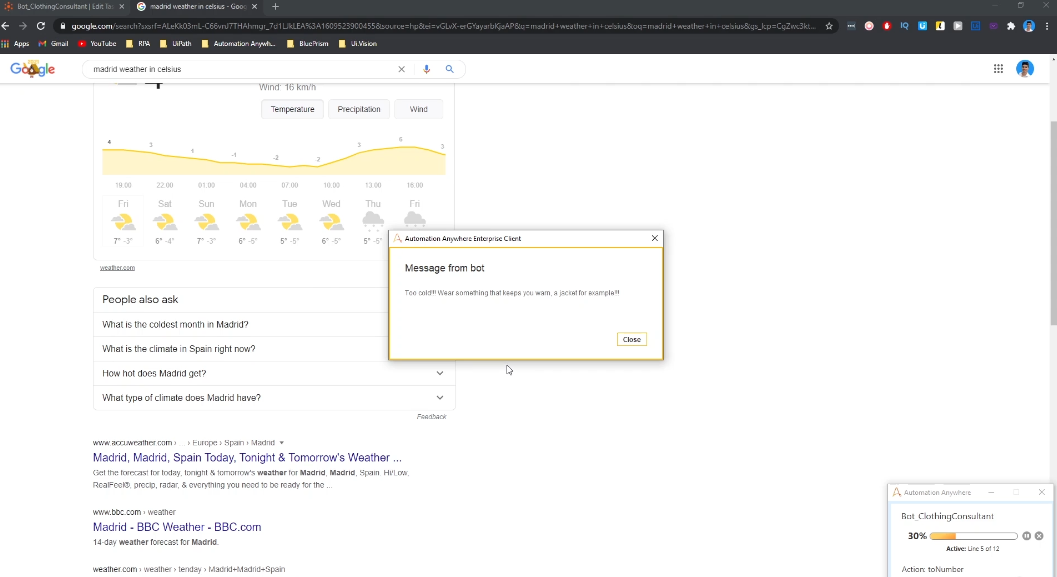 Bot_ClothingConsultant | Edit Tas
madrid weather in celsius - Goog
google.com/search?sxsrf=ALeKk03mL-C66vrd7THAHmgr_7d1LJkLEA%3A1609523900455&source=hp&ei=vGLvX-erGYayarbKjaAP&q=madrid+weather+in+celsius&oq=madrid+weather+in+celsius&gs_lcp=CgZwc3kt...
Apps Gmail YouTube RPA UiPath Automation Anywh... BluePrism Ui.Vision
Google madrid weather in celsius
Wind: 16 km/h
Temperature Precipitation Wind
4 3 1 -1 -2 2 3 6 3
19:00 22:00 01:00 04:00 07:00 10:00 13:00 16:00
Fri Sat Sun Mon Tue Wed Thu Fri
7° -3° 6° -4° 7° -3° 6° -5° 5° -5° 6° -5° 5° -5°
weather.com
People also ask
What is the coldest month in Madrid?
What is the climate in Spain right now?
How hot does Madrid get?
What type of climate does Madrid have?
Feedback
Automation Anywhere Enterprise Client
Message from bot
Too cold!!! Wear something that keeps you warn, a jacket for example!!!
Close
www.accuweather.com › › Europe › Spain › Madrid
Madrid, Madrid, Spain Today, Tonight & Tomorrow's Weather ...
Get the forecast for today, tonight & tomorrow's weather for Madrid, Madrid, Spain. Hi/Low,
RealFeel®, precip, radar, & everything you need to be ready for the ...
www.bbc.com › weather
Madrid - BBC Weather - BBC.com
14-day weather forecast for Madrid.
weather.com › weather › tenday › Madrid+Madrid+Spain
Automation Anywhere
Bot_ClothingConsultant
30%
Active: Line 5 of 12
Action: toNumber